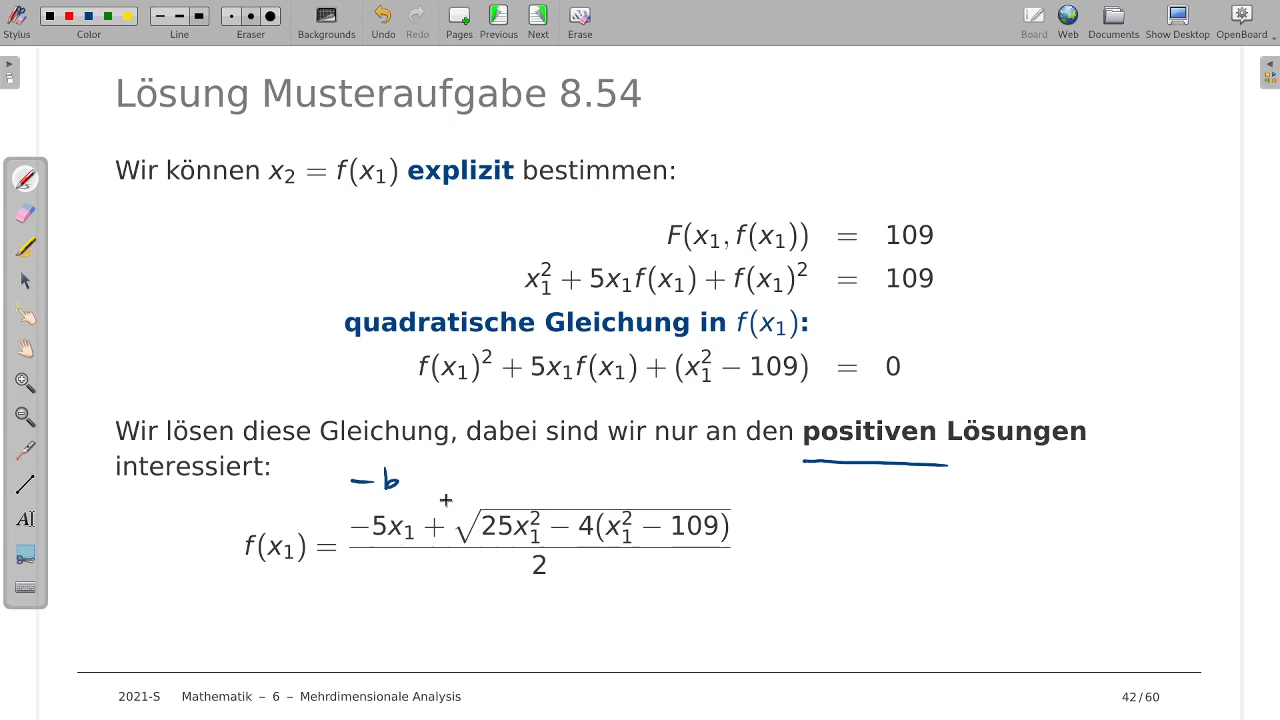 Stylus Color Line Eraser Backgrounds Undo Redo Pages Previous Next Erase Board Web Documents Show Desktop OpenBoard
Lösung Musteraufgabe 8.54
Wir können x₂ = f(x₁) explizit bestimmen:
F(x₁, f(x₁)) = 109
x₁² + 5x₁f(x₁) + f(x₁)² = 109
quadratische Gleichung in f(x₁):
f(x₁)² + 5x₁f(x₁) + (x₁² − 109) = 0
Wir lösen diese Gleichung, dabei sind wir nur an den positiven Lösungen
interessiert:
− b
f(x₁) = (−5x₁ + √(25x₁² − 4(x₁² − 109))) / 2
AI
2021-S Mathematik – 6 – Mehrdimensionale Analysis 42/60